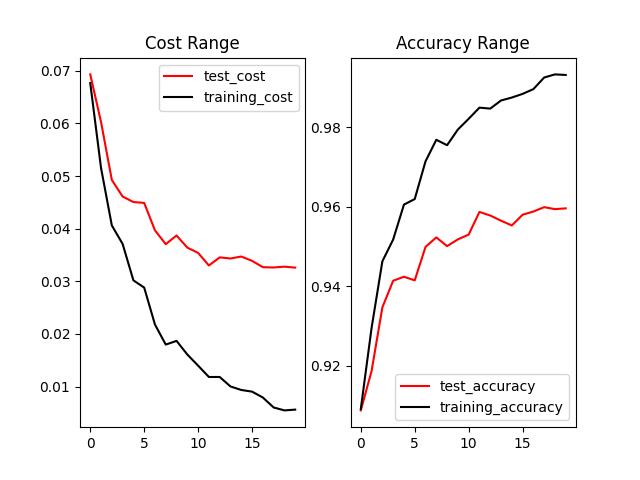 Cost Range
0.07
0.06
0.05
0.04
0.03
0.02
0.01
0 5 10 15
test_cost
training_cost
Accuracy Range
0.98
0.96
0.94
0.92
0 5 10 15
test_accuracy
training_accuracy